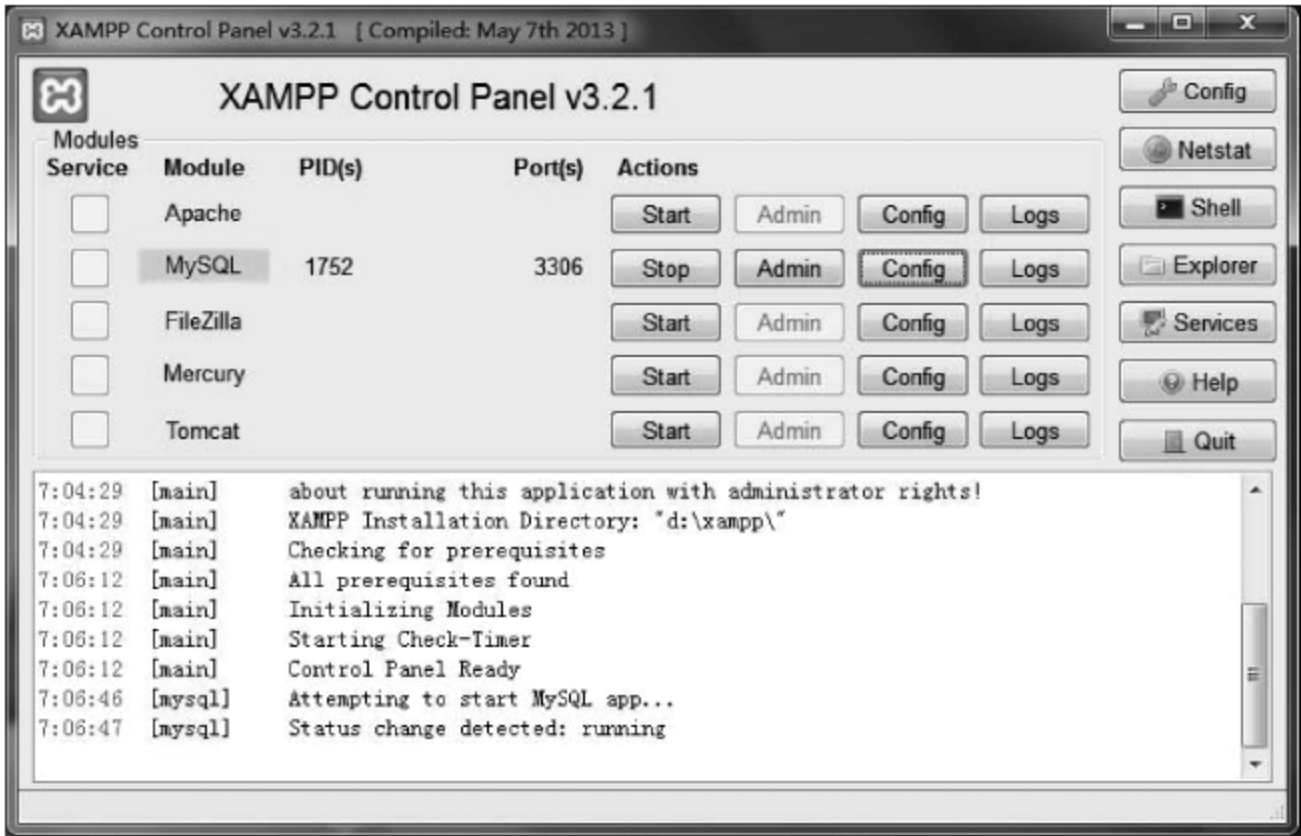 XAMPP Control Panel v3.2.1 [ Compiled: May 7th 2013 ]
XAMPP Control Panel v3.2.1
Config
Modules
Netstat
Service Module PID(s) Port(s) Actions
Apache Start Admin Config Logs
Shell
MySQL 1752 3306 Stop Admin Config Logs
Explorer
FileZilla Start Admin Config Logs
Services
Mercury Start Admin Config Logs
Help
Tomcat Start Admin Config Logs
Quit
7:04:29 [main] about running this application with administrator rights!
7:04:29 [main] XAMPP Installation Directory: "d:\xampp\"
7:04:29 [main] Checking for prerequisites
7:06:12 [main] All prerequisites found
7:06:12 [main] Initializing Modules
7:06:12 [main] Starting Check-Timer
7:06:12 [main] Control Panel Ready
7:06:46 [mysql] Attempting to start MySQL app...
7:06:47 [mysql] Status change detected: running